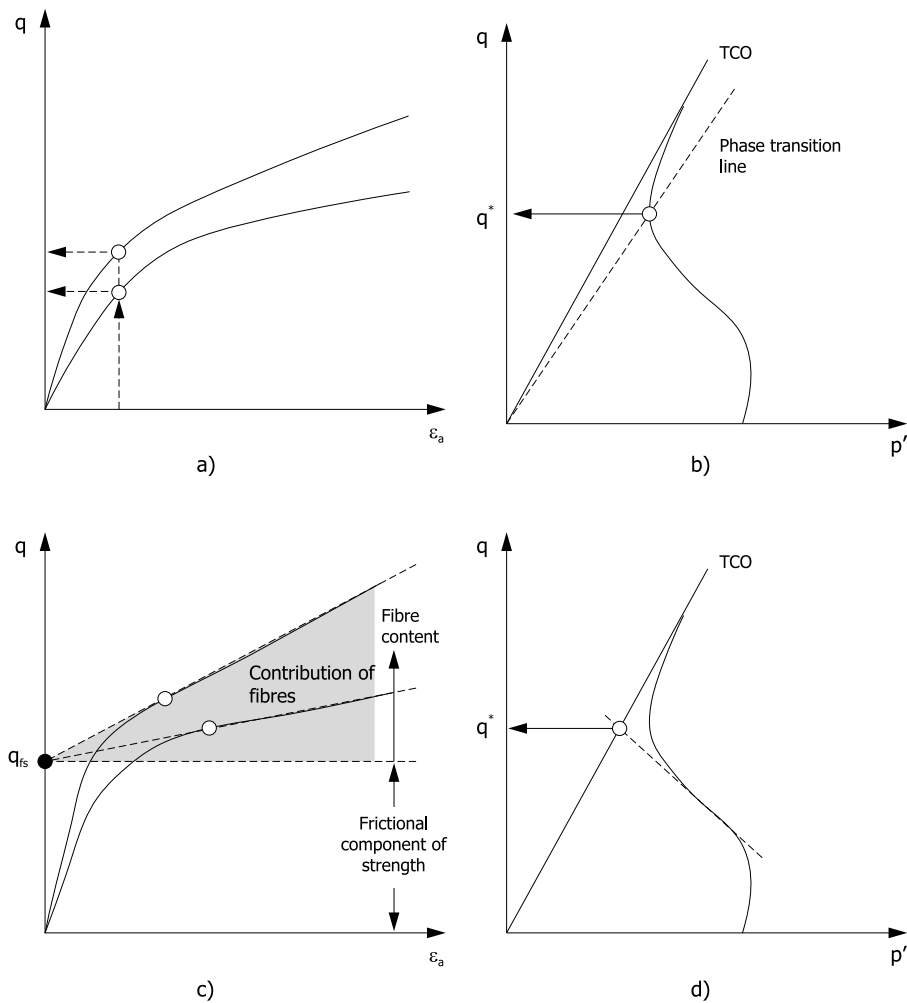 q
εa
a)
q
TCO
Phase transition
line
q*
p'
b)
q
Fibre
content
Contribution of
fibres
qfs
Frictional
component of
strength
εa
c)
q
TCO
q*
p'
d)